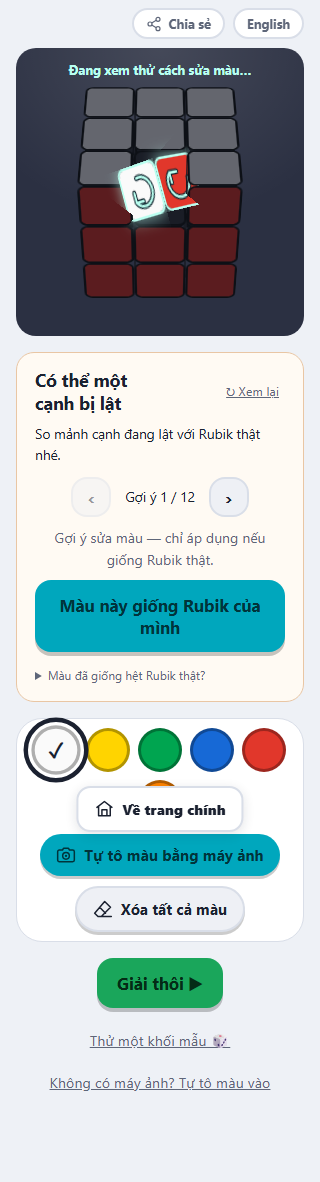 Chia sẻ
English
Đang xem thử cách sửa màu...
Có thể một
cạnh bị lật
↻ Xem lại
So mảnh cạnh đang lật với Rubik thật
nhé.
‹ Gợi ý 1 / 12 ›
Gợi ý sửa màu — chỉ áp dụng nếu
giống Rubik thật.
Màu này giống Rubik của
mình
▶ Màu đã giống hệt Rubik thật?
✓
Về trang chính
Tự tô màu bằng máy ảnh
Xóa tất cả màu
Giải thôi ▶
Thử một khối mẫu 🎲
Không có máy ảnh? Tự tô màu vào